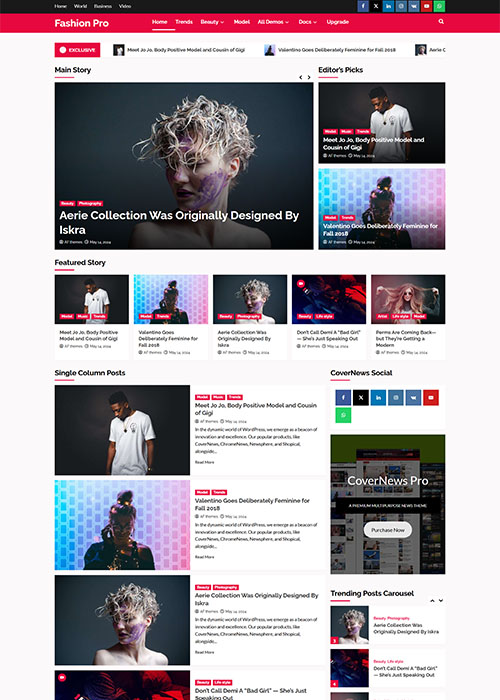 Home World Business Video
Fashion Pro
Home Trends Beauty Model All Demos Docs Upgrade
EXCLUSIVE
Meet Jo Jo, Body Positive Model and Cousin of Gigi
Valentino Goes Deliberately Feminine for Fall 2018
Aerie C
Main Story
Beauty Photography
Aerie Collection Was Originally Designed By
Iskra
AF themes May 14, 2024
Editor's Picks
Model Music Trends
Meet Jo Jo, Body Positive Model and
Cousin of Gigi
AF themes May 14, 2024
Model Trends
Valentino Goes Deliberately Feminine for
Fall 2018
AF themes May 14, 2024
Featured Story
Model Music Trends
Meet Jo Jo, Body Positive
Model and Cousin of Gigi
AF themes May 14, 2024
Model Trends
Valentino Goes
Deliberately Feminine for
Fall 2018
AF themes May 14, 2024
Beauty Photography
Aerie Collection Was
Originally Designed By
Iskra
AF themes May 14, 2024
Beauty Life style
Don't Call Demi A "Bad Girl"
— She's Just Speaking Out
AF themes May 14, 2024
Artist Life style Model
Perms Are Coming Back—
but They're Getting a
Modern
AF themes May 14, 2024
Single Column Posts
Model Music Trends
Meet Jo Jo, Body Positive Model and Cousin
of Gigi
AF themes May 14, 2024
In the dynamic world of WordPress, we emerge as a beacon of
innovation and excellence. Our popular products, like
CoverNews, ChromeNews, Newsphere, and Shopical,
alongside...
Read More
Model Trends
Valentino Goes Deliberately Feminine for
Fall 2018
AF themes May 14, 2024
In the dynamic world of WordPress, we emerge as a beacon of
innovation and excellence. Our popular products, like
CoverNews, ChromeNews, Newsphere, and Shopical,
alongside...
Read More
Beauty Photography
Aerie Collection Was Originally Designed By
Iskra
AF themes May 14, 2024
In the dynamic world of WordPress, we emerge as a beacon of
innovation and excellence. Our popular products, like
CoverNews, ChromeNews, Newsphere, and Shopical,
alongside...
Read More
Beauty Life style
Don't Call Demi A "Bad Girl" — She's Just
Speaking Out
CoverNews Social
CoverNews Pro
A PREMIUM MULTIPURPOSE NEWS THEME
Purchase Now
Trending Posts Carousel
3
Beauty Photography
Aerie Collection Was
Originally Designed By Iskra
4
Beauty Life style
Don't Call Demi A "Bad Girl"
— She's Just Speaking Out